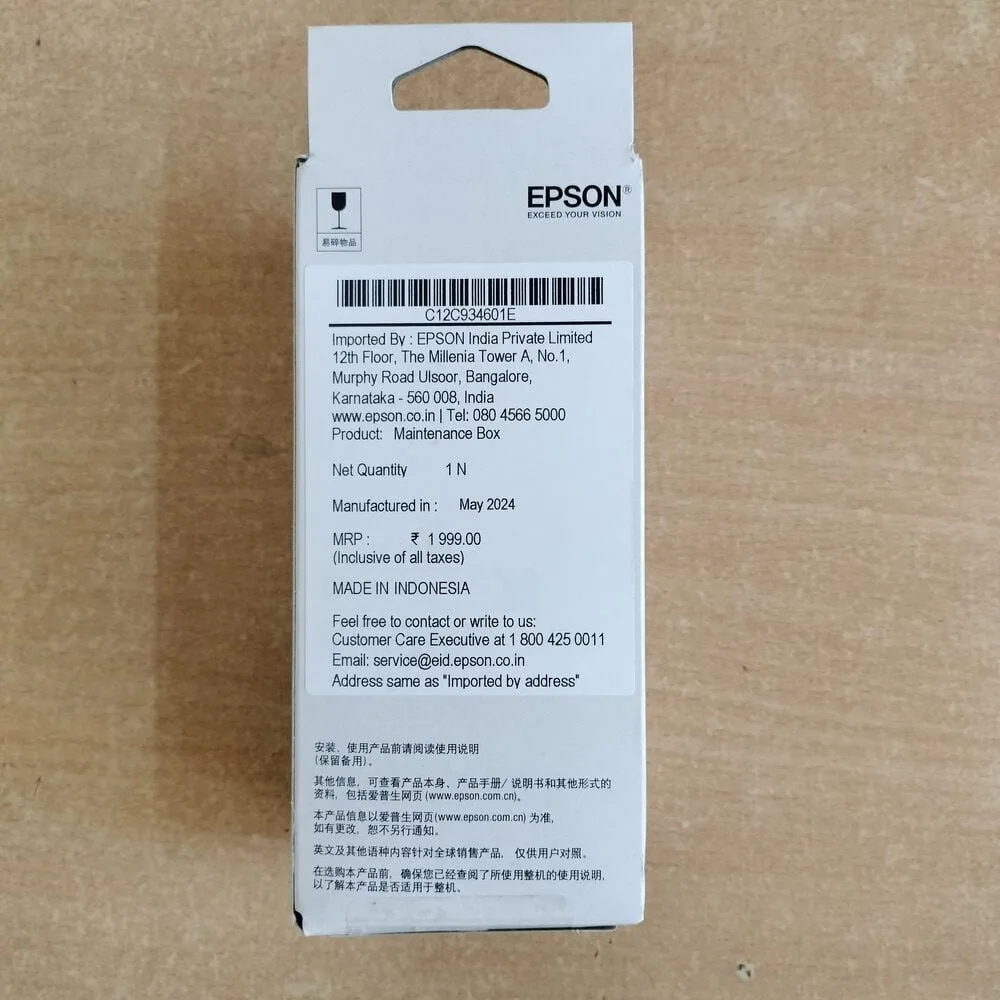 易碎物品
EPSON®
EXCEED YOUR VISION
C12C934601E
Imported By : EPSON India Private Limited
12th Floor, The Millenia Tower A, No.1,
Murphy Road Ulsoor, Bangalore,
Karnataka - 560 008, India
www.epson.co.in | Tel: 080 4566 5000
Product: Maintenance Box
Net Quantity 1 N
Manufactured in : May 2024
MRP : ₹ 1 999.00
(Inclusive of all taxes)
MADE IN INDONESIA
Feel free to contact or write to us:
Customer Care Executive at 1 800 425 0011
Email: service@eid.epson.co.in
Address same as "Imported by address"
安装、使用产品前请阅读使用说明
(保留备用)。
其他信息，可查看产品本身、产品手册/ 说明书和其他形式的
资料，包括爱普生网页 (www.epson.com.cn)。
本产品信息以爱普生网页(www.epson.com.cn) 为准，
如有更改，恕不另行通知。
英文及其他语种内容针对全球销售产品，仅供用户对照。
在选购本产品前，确保您已经查阅了所使用整机的使用说明，
以了解本产品是否适用于整机。